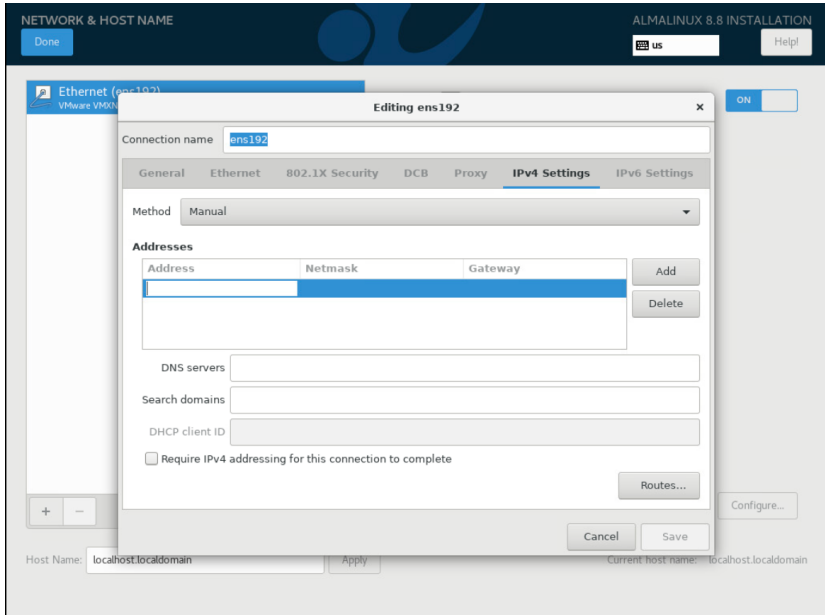 NETWORK & HOST NAME
ALMALINUX 8.8 INSTALLATION
Done
us
Help!
Ethernet (ens192)
VMware VMXN
ON
Editing ens192
Connection name ens192
General Ethernet 802.1X Security DCB Proxy IPv4 Settings IPv6 Settings
Method Manual
Addresses
Address Netmask Gateway
Add
Delete
DNS servers
Search domains
DHCP client ID
Require IPv4 addressing for this connection to complete
Routes...
+ − Configure...
Cancel Save
Host Name: localhost.localdomain Apply Current host name: localhost.localdomain